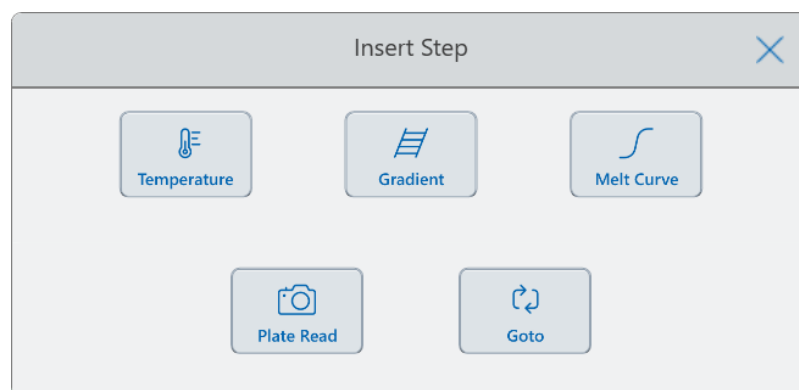 Insert Step
Temperature
Gradient
Melt Curve
Plate Read
Goto